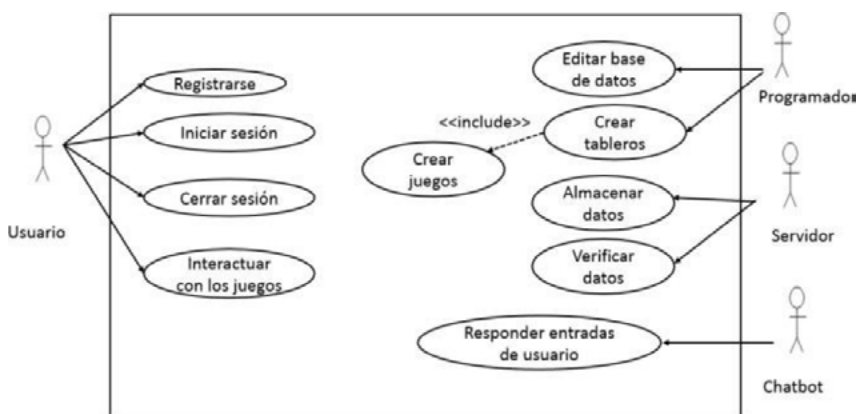 Registrarse
Iniciar sesión
Cerrar sesión
Interactuar
con los juegos
Usuario
Editar base
de datos
<<include>>
Crear
tableros
Crear
juegos
Almacenar
datos
Verificar
datos
Responder entradas
de usuario
Programador
Servidor
Chatbot